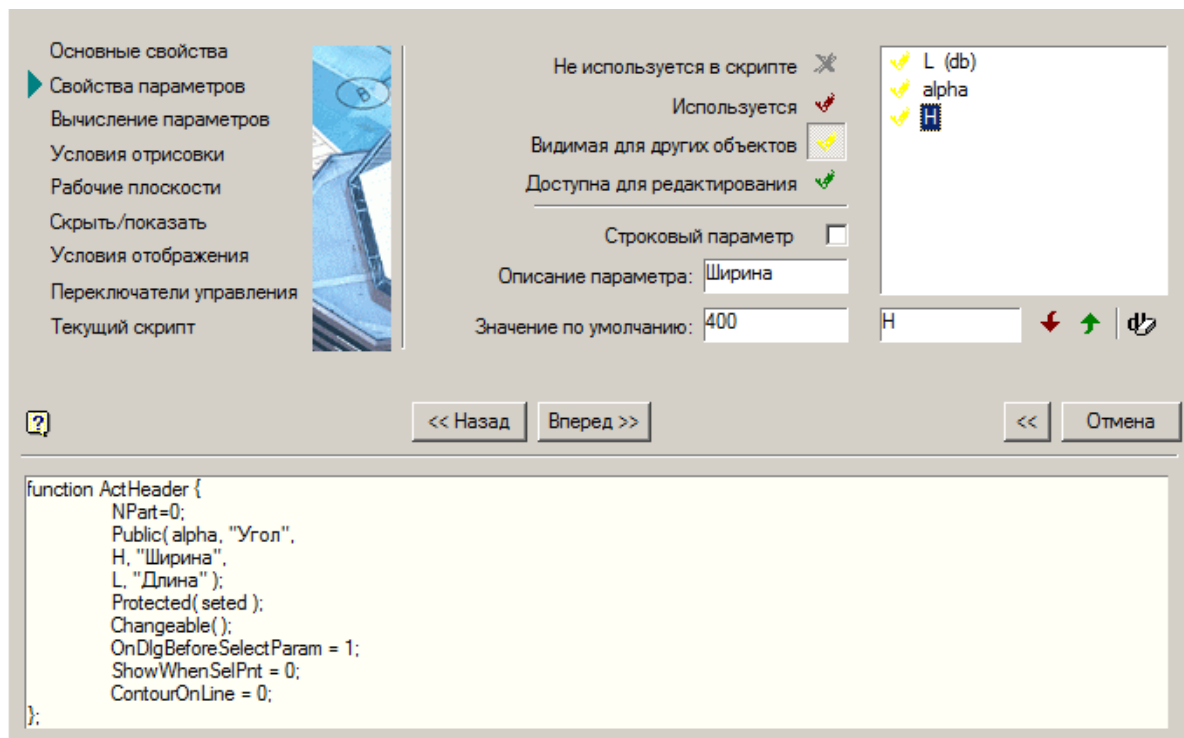 Основные свойства
Свойства параметров
Вычисление параметров
Условия отрисовки
Рабочие плоскости
Скрыть/показать
Условия отображения
Переключатели управления
Текущий скрипт
В
Не используется в скрипте
Используется
Видимая для других объектов
Доступна для редактирования
Строковый параметр
Описание параметра: Ширина
Значение по умолчанию: 400
L (db)
alpha
H
H
?
<< Назад
Вперед >>
<<
Отмена
function ActHeader {
NPart=0;
Public( alpha, "Угол",
H, "Ширина",
L, "Длина" );
Protected( seted );
Changeable( );
OnDlgBeforeSelectParam = 1;
ShowWhenSelPnt = 0;
ContourOnLine = 0;
};